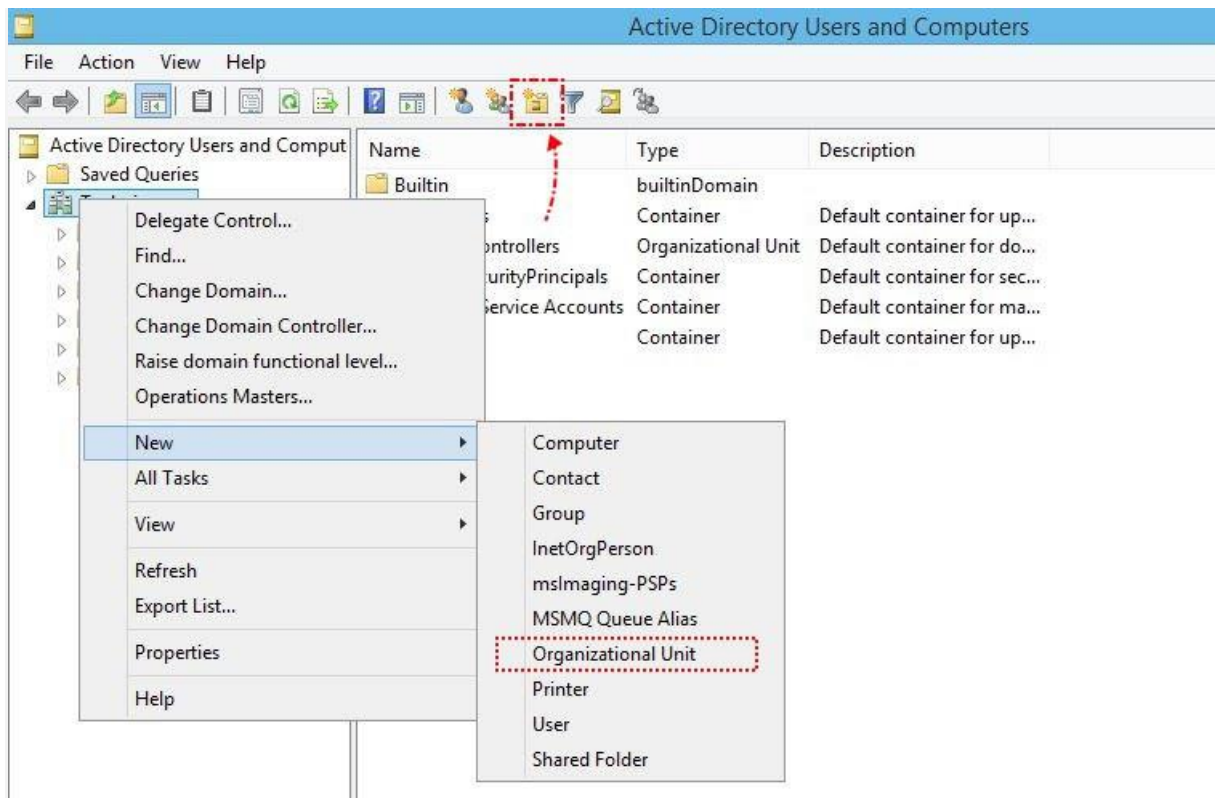 Active Directory Users and Computers
File Action View Help
Active Directory Users and Comput
Saved Queries
Name Type Description
Builtin builtinDomain
Container Default container for up...
ontrollers Organizational Unit Default container for do...
urityPrincipals Container Default container for sec...
ervice Accounts Container Default container for ma...
Container Default container for up...
Delegate Control...
Find...
Change Domain...
Change Domain Controller...
Raise domain functional level...
Operations Masters...
New
All Tasks
View
Refresh
Export List...
Properties
Help
Computer
Contact
Group
InetOrgPerson
msImaging-PSPs
MSMQ Queue Alias
Organizational Unit
Printer
User
Shared Folder